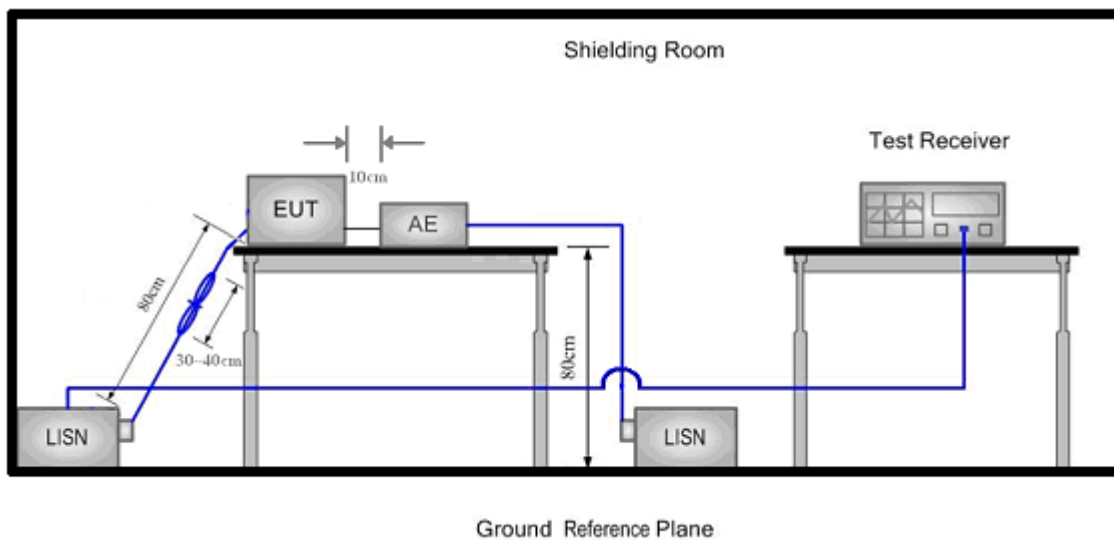 Shielding Room
Test Receiver
10cm
EUT
AE
80cm
30--40cm
80cm
LISN
LISN
Ground Reference Plane